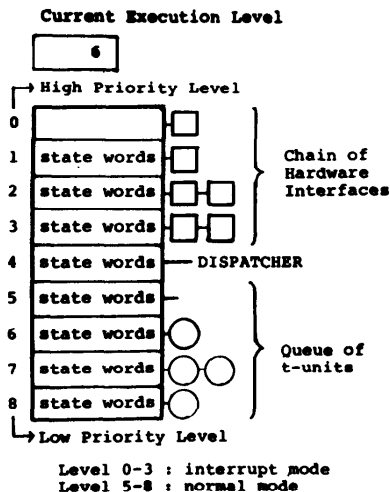 Current Execution Level
6
High Priority Level
0
1 state words
2 state words
3 state words
Chain of
Hardware
Interfaces
4 state words DISPATCHER
5 state words
6 state words
7 state words
8 state words
Queue of
t-units
Low Priority Level
Level 0-3 : interrupt mode
Level 5-8 : normal mode